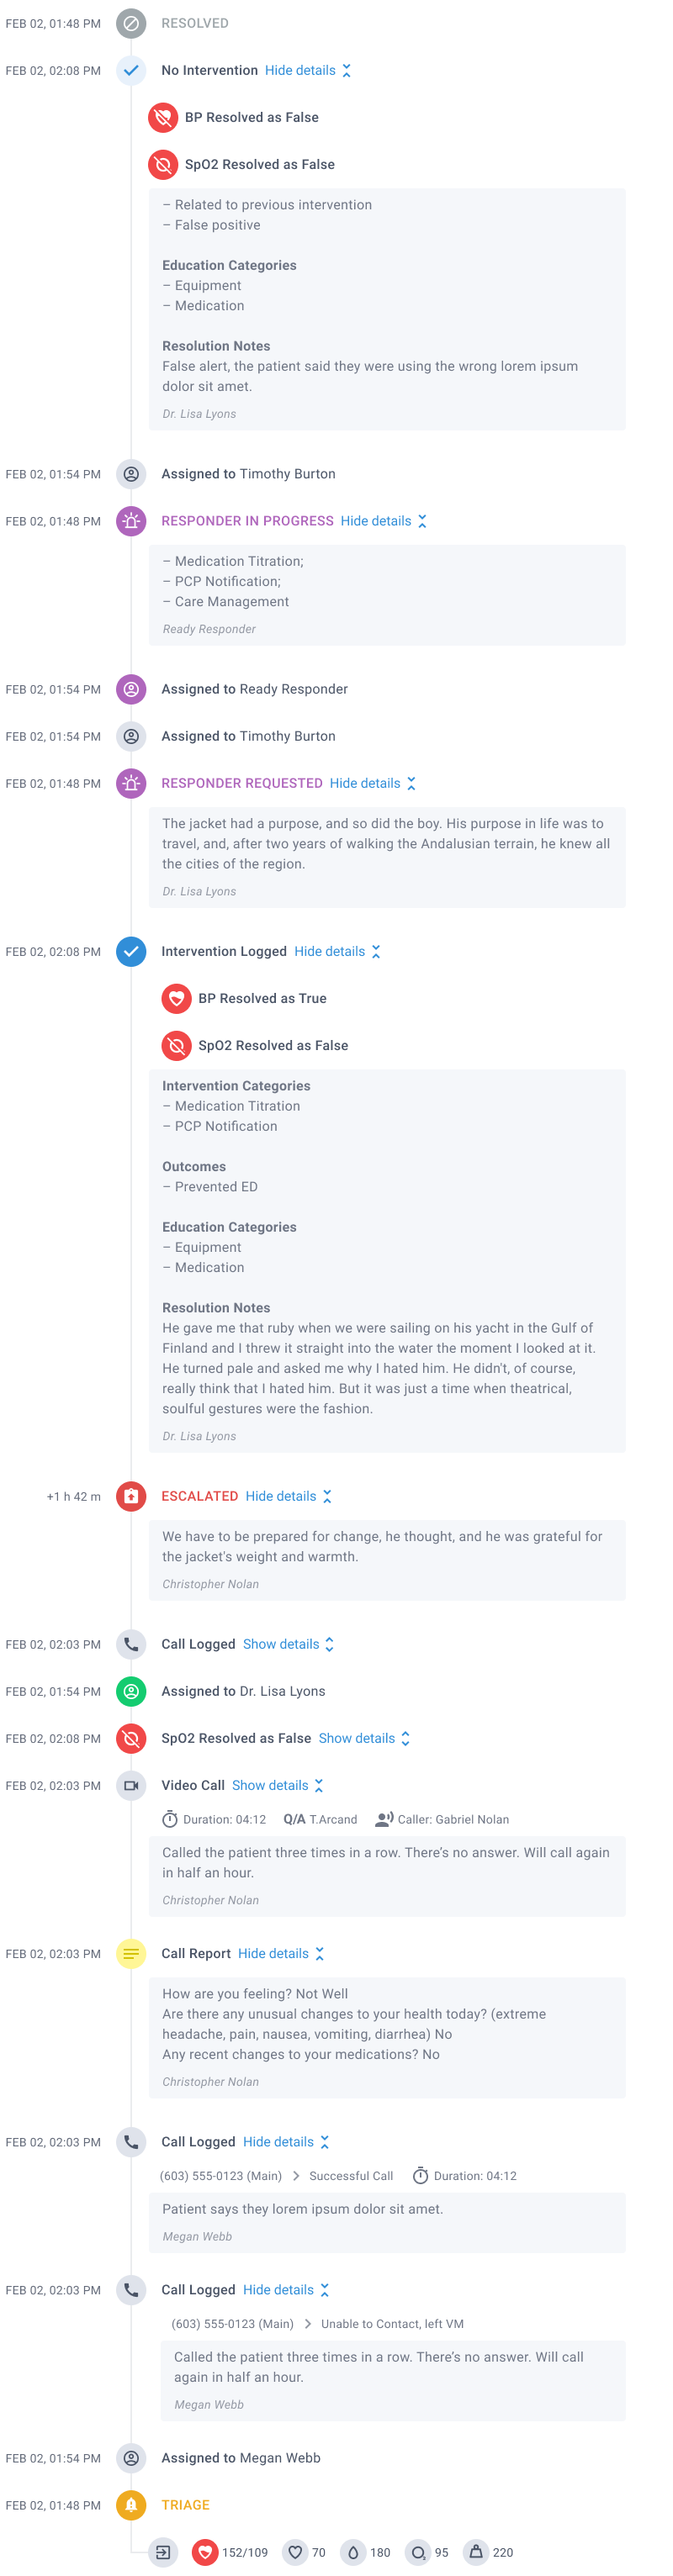 FEB 02, 01:48 PM RESOLVED
FEB 02, 02:08 PM No Intervention Hide details
BP Resolved as False
SpO2 Resolved as False
– Related to previous intervention
– False positive
Education Categories
– Equipment
– Medication
Resolution Notes
False alert, the patient said they were using the wrong lorem ipsum
dolor sit amet.
Dr. Lisa Lyons
FEB 02, 01:54 PM Assigned to Timothy Burton
FEB 02, 01:48 PM RESPONDER IN PROGRESS Hide details
– Medication Titration;
– PCP Notification;
– Care Management
Ready Responder
FEB 02, 01:54 PM Assigned to Ready Responder
FEB 02, 01:54 PM Assigned to Timothy Burton
FEB 02, 01:48 PM RESPONDER REQUESTED Hide details
The jacket had a purpose, and so did the boy. His purpose in life was to
travel, and, after two years of walking the Andalusian terrain, he knew all
the cities of the region.
Dr. Lisa Lyons
FEB 02, 02:08 PM Intervention Logged Hide details
BP Resolved as True
SpO2 Resolved as False
Intervention Categories
– Medication Titration
– PCP Notification
Outcomes
– Prevented ED
Education Categories
– Equipment
– Medication
Resolution Notes
He gave me that ruby when we were sailing on his yacht in the Gulf of
Finland and I threw it straight into the water the moment I looked at it.
He turned pale and asked me why I hated him. He didn't, of course,
really think that I hated him. But it was just a time when theatrical,
soulful gestures were the fashion.
Dr. Lisa Lyons
+1 h 42 m ESCALATED Hide details
We have to be prepared for change, he thought, and he was grateful for
the jacket's weight and warmth.
Christopher Nolan
FEB 02, 02:03 PM Call Logged Show details
FEB 02, 01:54 PM Assigned to Dr. Lisa Lyons
FEB 02, 02:08 PM SpO2 Resolved as False Show details
FEB 02, 02:03 PM Video Call Show details
Duration: 04:12 Q/A T.Arcand Caller: Gabriel Nolan
Called the patient three times in a row. There’s no answer. Will call again
in half an hour.
Christopher Nolan
FEB 02, 02:03 PM Call Report Hide details
How are you feeling? Not Well
Are there any unusual changes to your health today? (extreme
headache, pain, nausea, vomiting, diarrhea) No
Any recent changes to your medications? No
Christopher Nolan
FEB 02, 02:03 PM Call Logged Hide details
(603) 555-0123 (Main) > Successful Call Duration: 04:12
Patient says they lorem ipsum dolor sit amet.
Megan Webb
FEB 02, 02:03 PM Call Logged Hide details
(603) 555-0123 (Main) > Unable to Contact, left VM
Called the patient three times in a row. There’s no answer. Will call
again in half an hour.
Megan Webb
FEB 02, 01:54 PM Assigned to Megan Webb
FEB 02, 01:48 PM TRIAGE
152/109 70 180 95 220